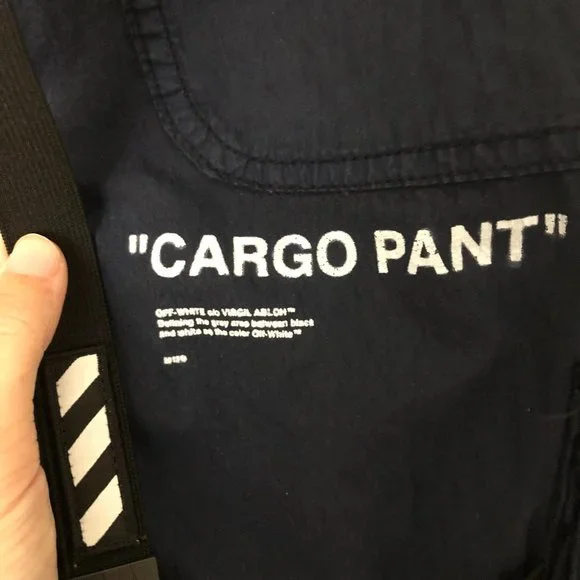 "CARGO PANT"
OFF-WHITE c/o VIRGIL ABLOH™
Defining the grey area between black
and white as the color Off-White™